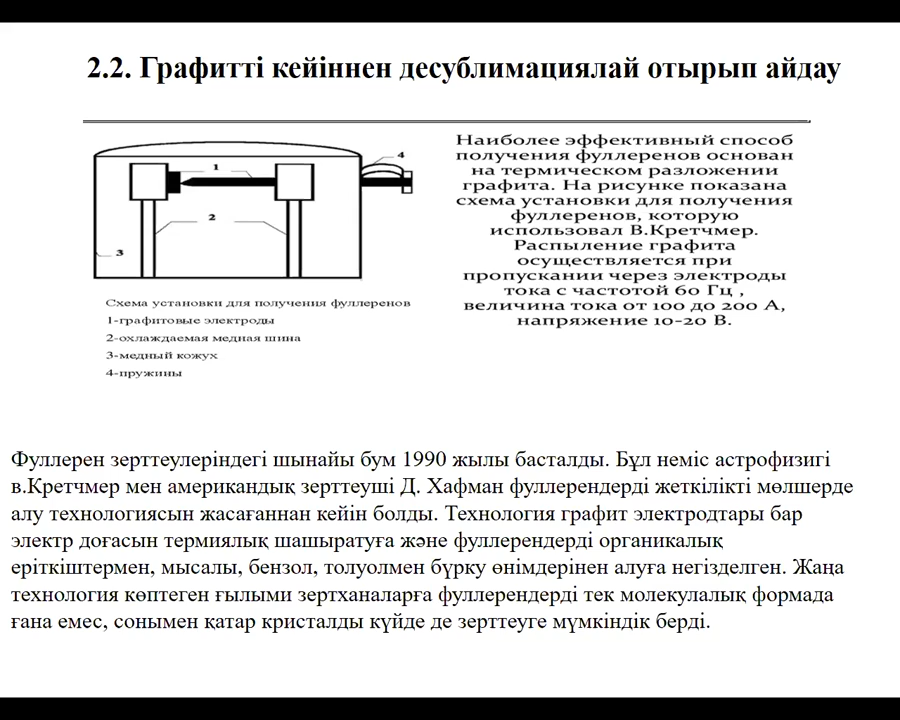 2.2. Графитті кейіннен десублимациялай отырып айдау
1
4
2
3
Схема установки для получения фуллеренов
1-графитовые электроды
2-охлаждаемая медная шина
3-медный кожух
4-пружины
Наиболее эффективный способ
получения фуллеренов основан
на термическом разложении
графита. На рисунке показана
схема установки для получения
фуллеренов, которую
использовал В.Кретчмер.
Распыление графита
осуществляется при
пропускании через электроды
тока с частотой 60 Гц ,
величина тока от 100 до 200 А,
напряжение 10-20 В.
Фуллерен зерттеулеріндегі шынайы бум 1990 жылы басталды. Бұл неміс астрофизигі
в.Кретчмер мен американдық зерттеуші Д. Хафман фуллерендерді жеткілікті мөлшерде
алу технологиясын жасағаннан кейін болды. Технология графит электродтары бар
электр доғасын термиялық шашыратуға және фуллерендерді органикалық
еріткіштермен, мысалы, бензол, толуолмен бүрку өнімдерінен алуға негізделген. Жаңа
технология көптеген ғылыми зертханаларға фуллерендерді тек молекулалық формада
ғана емес, сонымен қатар кристалды күйде де зерттеуге мүмкіндік берді.